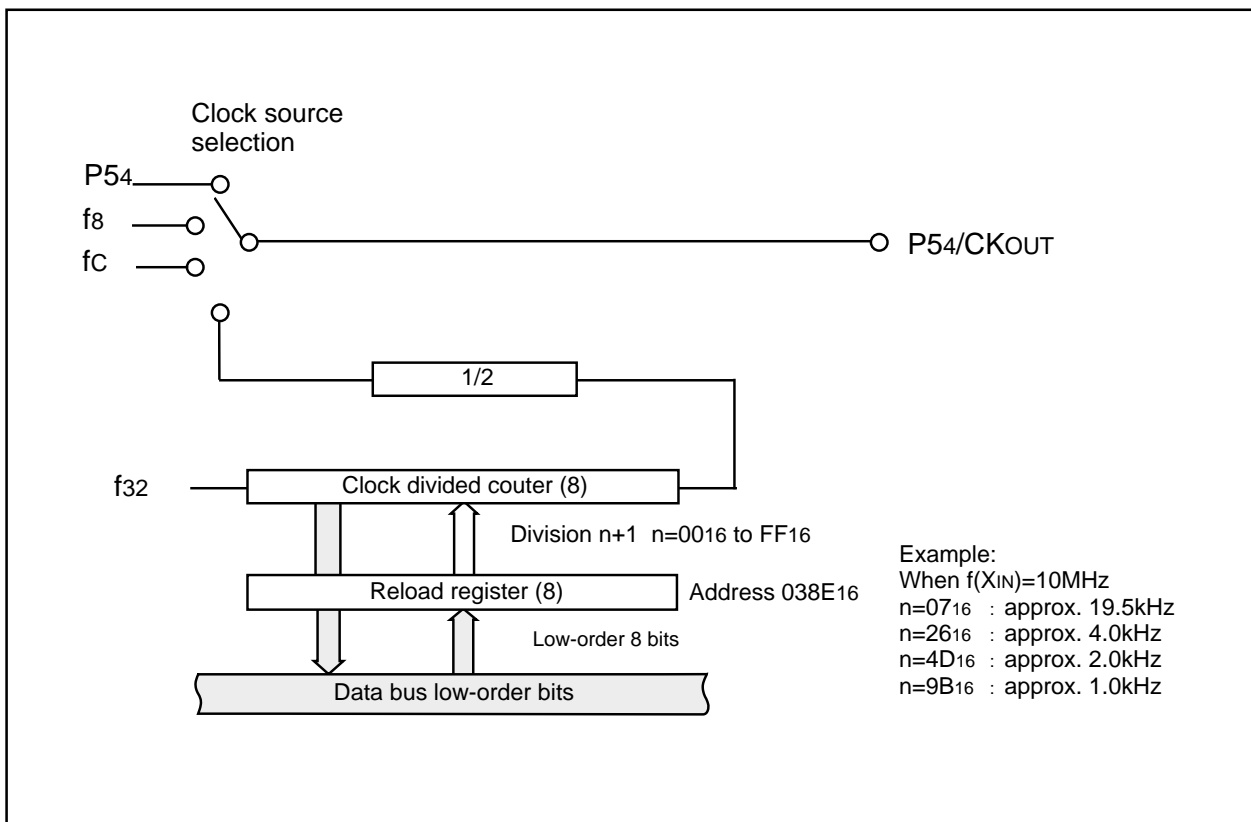 Clock source
selection
P54
f8
fC
P54/CKOUT
1/2
f32
Clock divided couter (8)
Division n+1 n=0016 to FF16
Reload register (8)
Address 038E16
Low-order 8 bits
Data bus low-order bits
Example:
When f(XIN)=10MHz
n=0716 : approx. 19.5kHz
n=2616 : approx. 4.0kHz
n=4D16 : approx. 2.0kHz
n=9B16 : approx. 1.0kHz